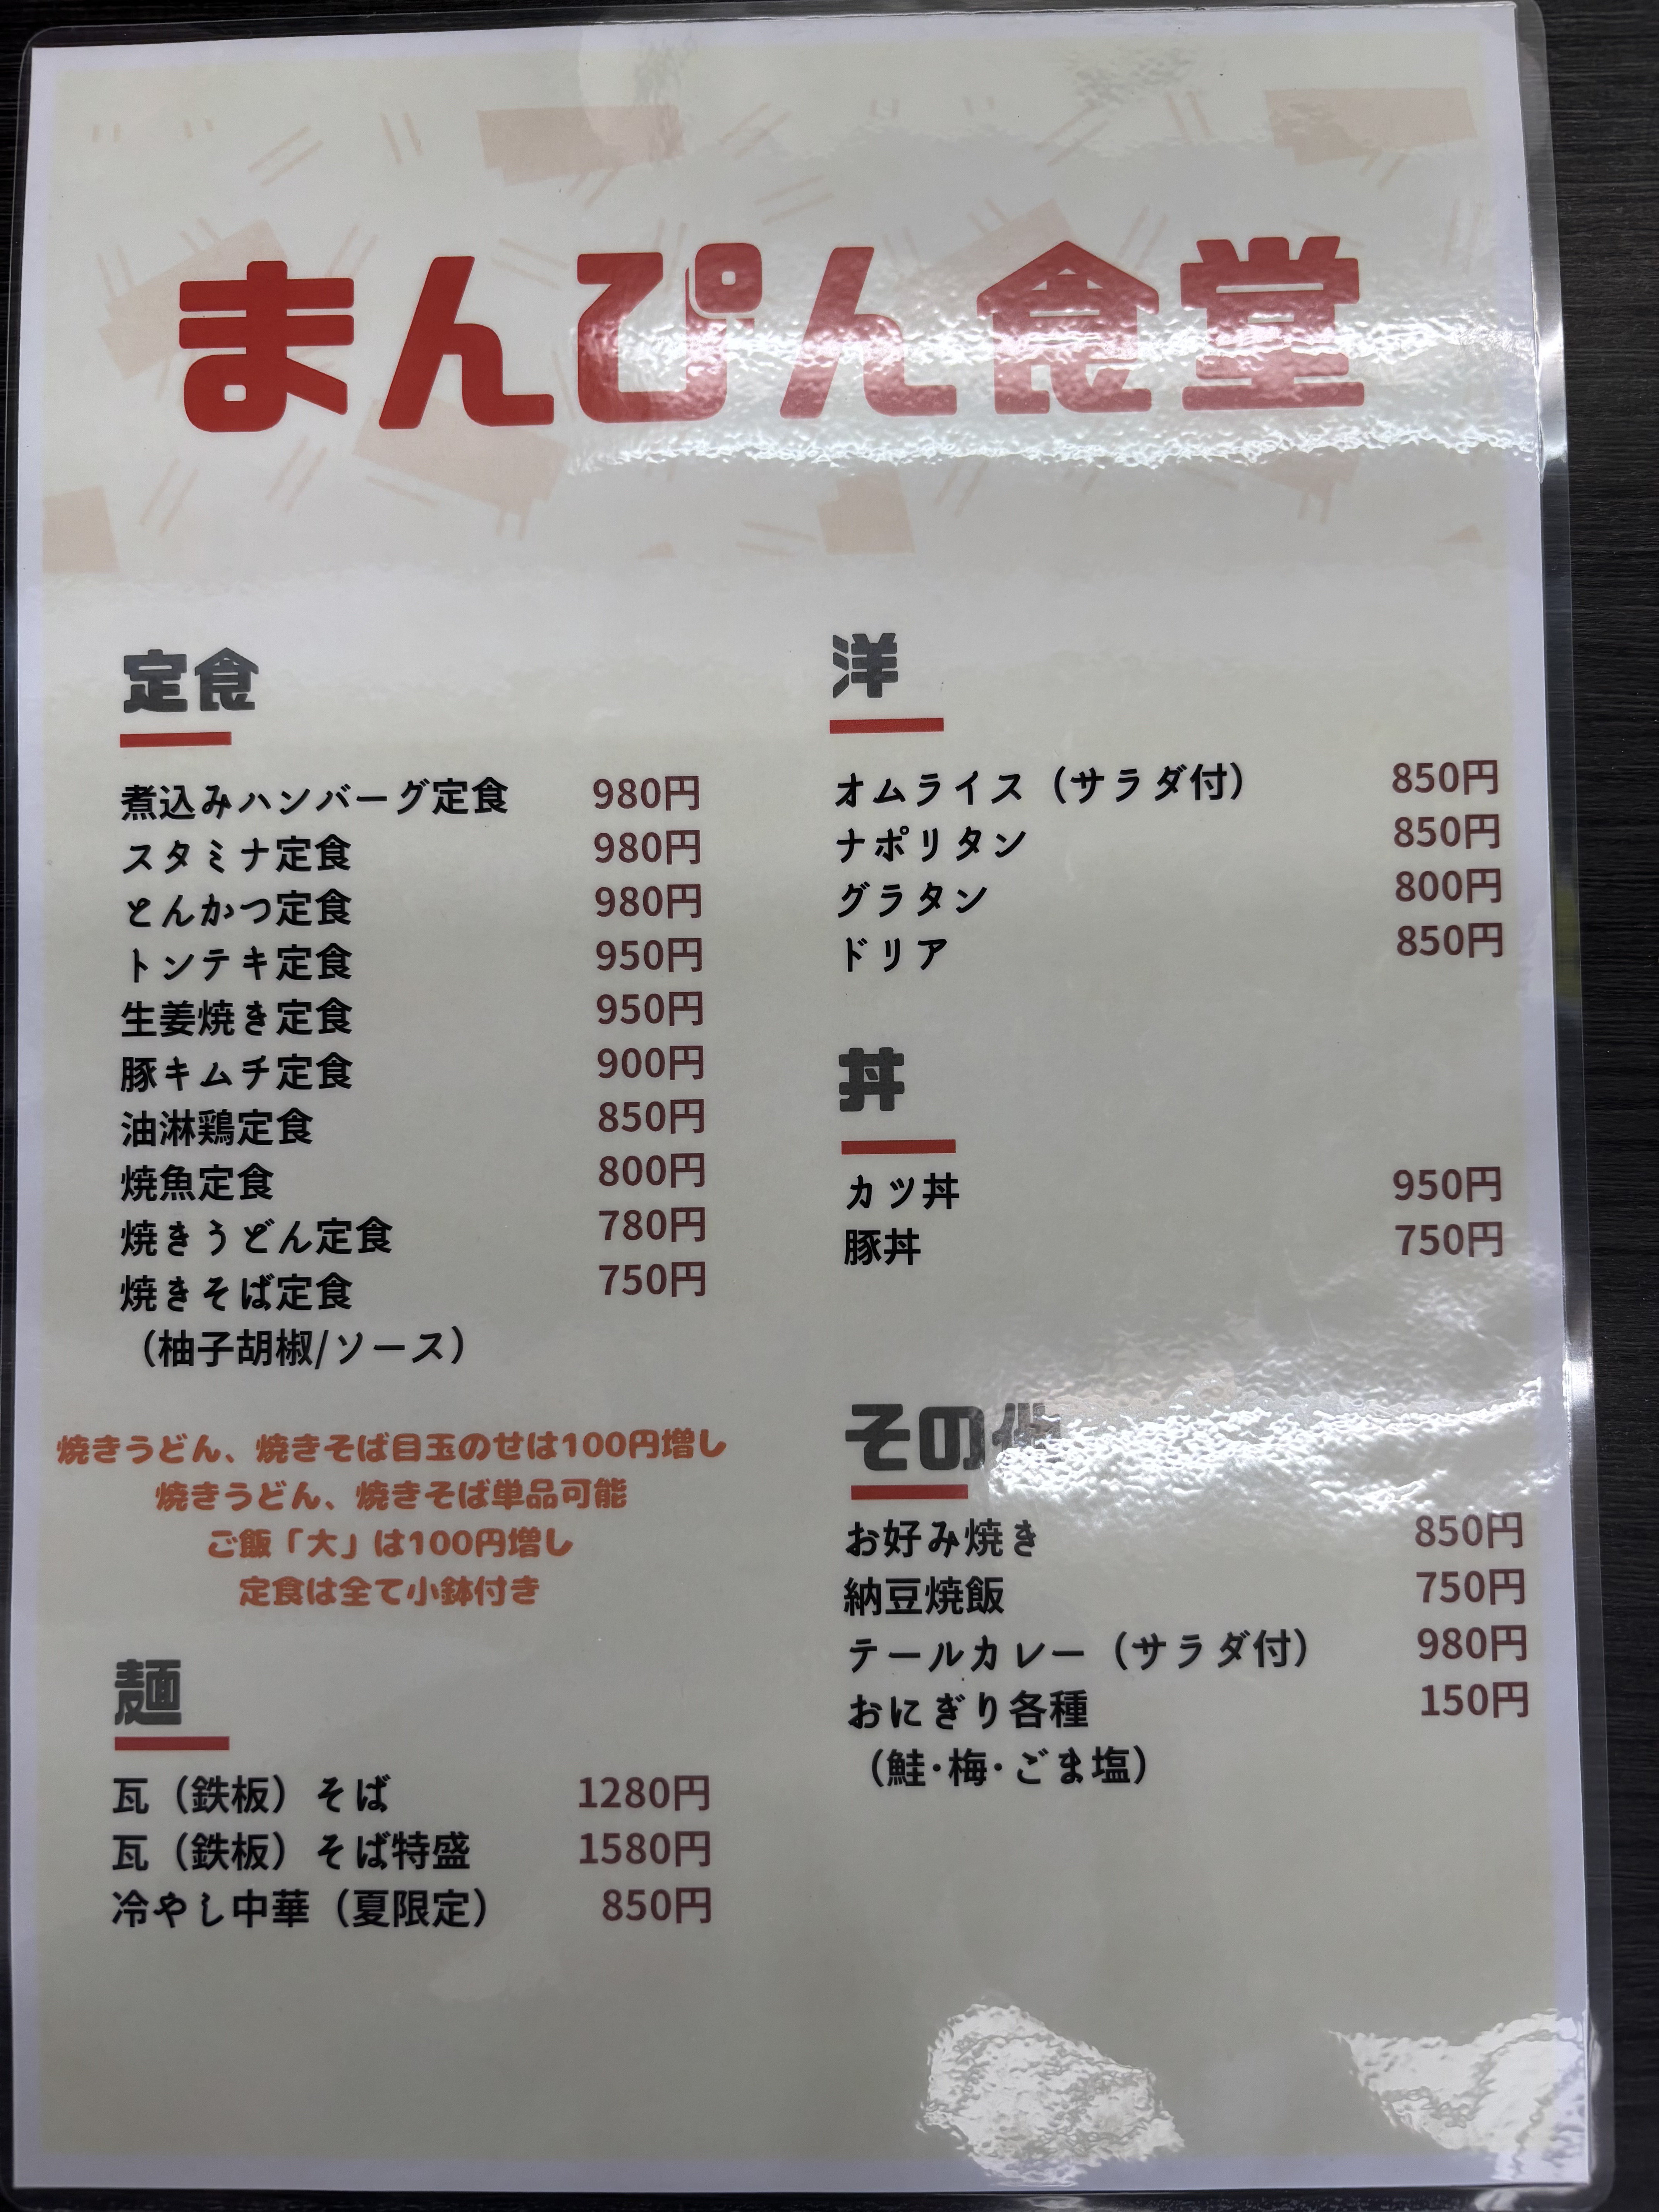 まんぴん食堂
定食
煮込みハンバーグ定食 980円
スタミナ定食 980円
とんかつ定食 980円
トンテキ定食 950円
生姜焼き定食 950円
豚キムチ定食 900円
油淋鶏定食 850円
焼魚定食 800円
焼きうどん定食 780円
焼きそば定食 750円
（柚子胡椒/ソース）
焼きうどん、焼きそば目玉のせは100円増し
焼きうどん、焼きそば単品可能
ご飯「大」は100円増し
定食は全て小鉢付き
麺
瓦（鉄板）そば 1280円
瓦（鉄板）そば特盛 1580円
冷やし中華（夏限定） 850円
洋
オムライス（サラダ付） 850円
ナポリタン 850円
グラタン 800円
ドリア 850円
丼
カツ丼 950円
豚丼 750円
その他
お好み焼き 850円
納豆焼飯 750円
テールカレー（サラダ付） 980円
おにぎり各種 150円
（鮭・梅・ごま塩）